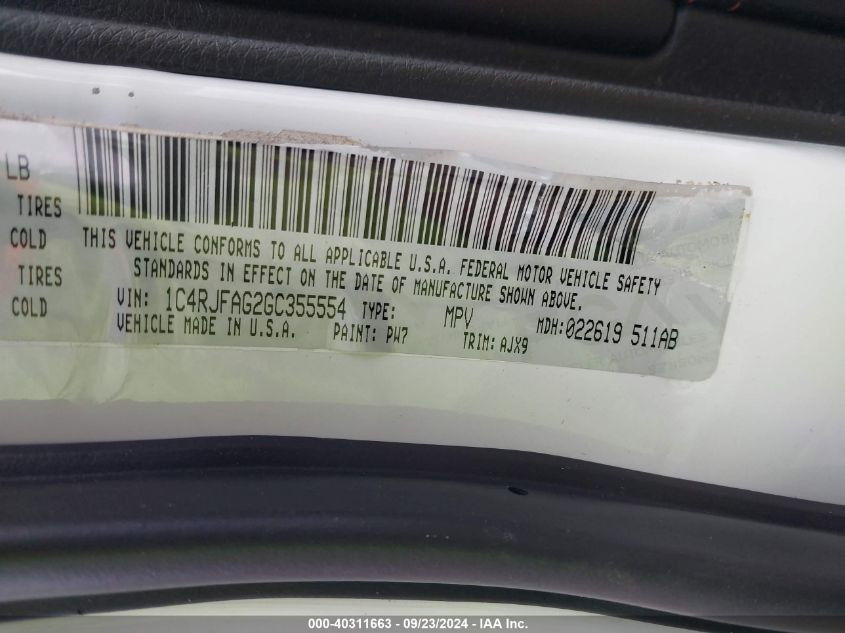 LB
TIRES
COLD
TIRES
COLD
THIS VEHICLE CONFORMS TO ALL APPLICABLE U.S.A. FEDERAL MOTOR VEHICLE SAFETY
STANDARDS IN EFFECT ON THE DATE OF MANUFACTURE SHOWN ABOVE.
VIN: 1C4RJFAG2GC355554 TYPE: MPV MDH:022619 511AB
VEHICLE MADE IN U.S.A. PAINT: PW7 TRIM: AJX9
000-40311663 - 09/23/2024 - IAA Inc.